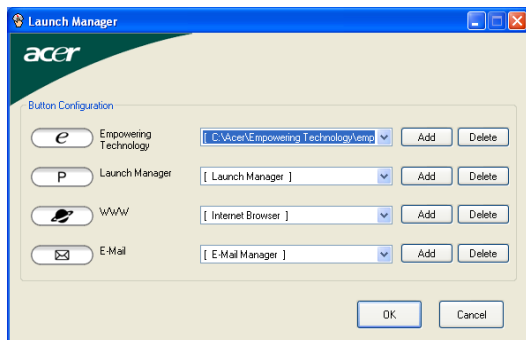 Launch Manager
acer
Button Configuration
e Empowering Technology [ C:\Acer\Empowering Technology\emp Add Delete
P Launch Manager [ Launch Manager ] Add Delete
WWW [ Internet Browser ] Add Delete
E-Mail [ E-Mail Manager ] Add Delete
OK Cancel